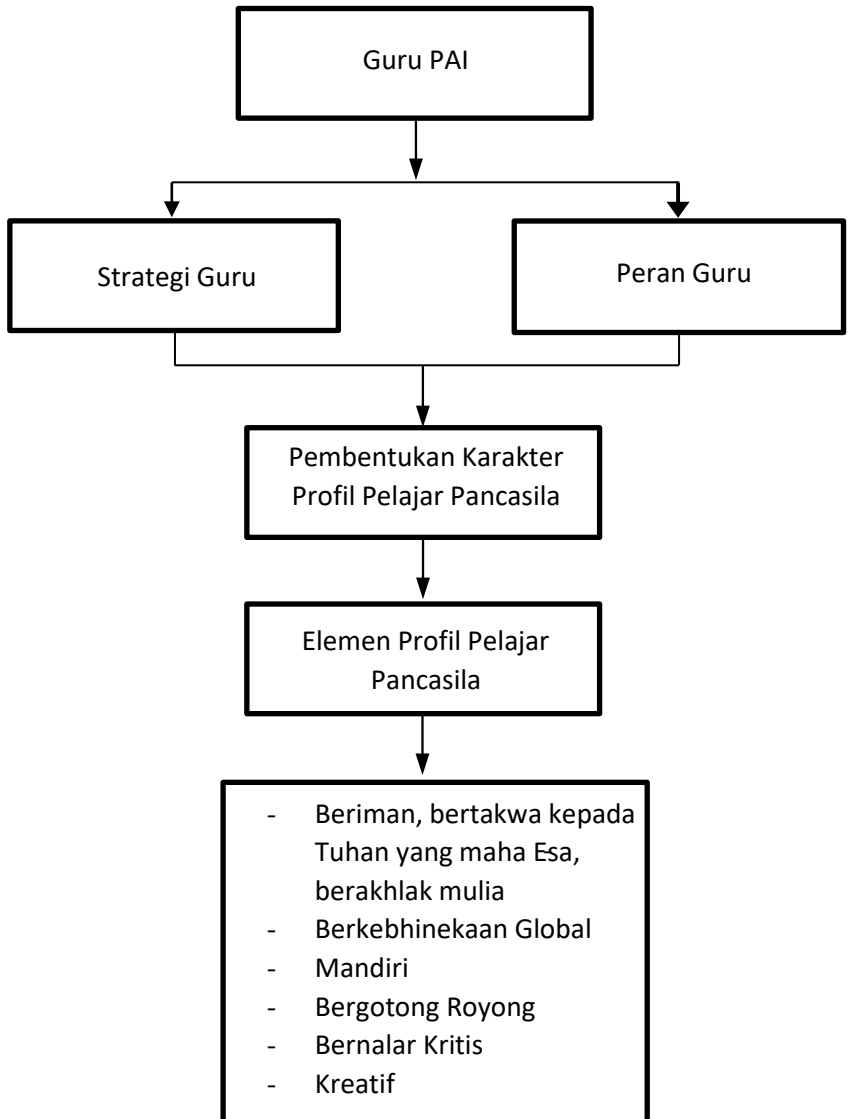 Guru PAI
Strategi Guru
Peran Guru
Pembentukan Karakter
Profil Pelajar Pancasila
Elemen Profil Pelajar
Pancasila
- Beriman, bertakwa kepada
Tuhan yang maha Esa,
berakhlak mulia
- Berkebhinekaan Global
- Mandiri
- Bergotong Royong
- Bernalar Kritis
- Kreatif